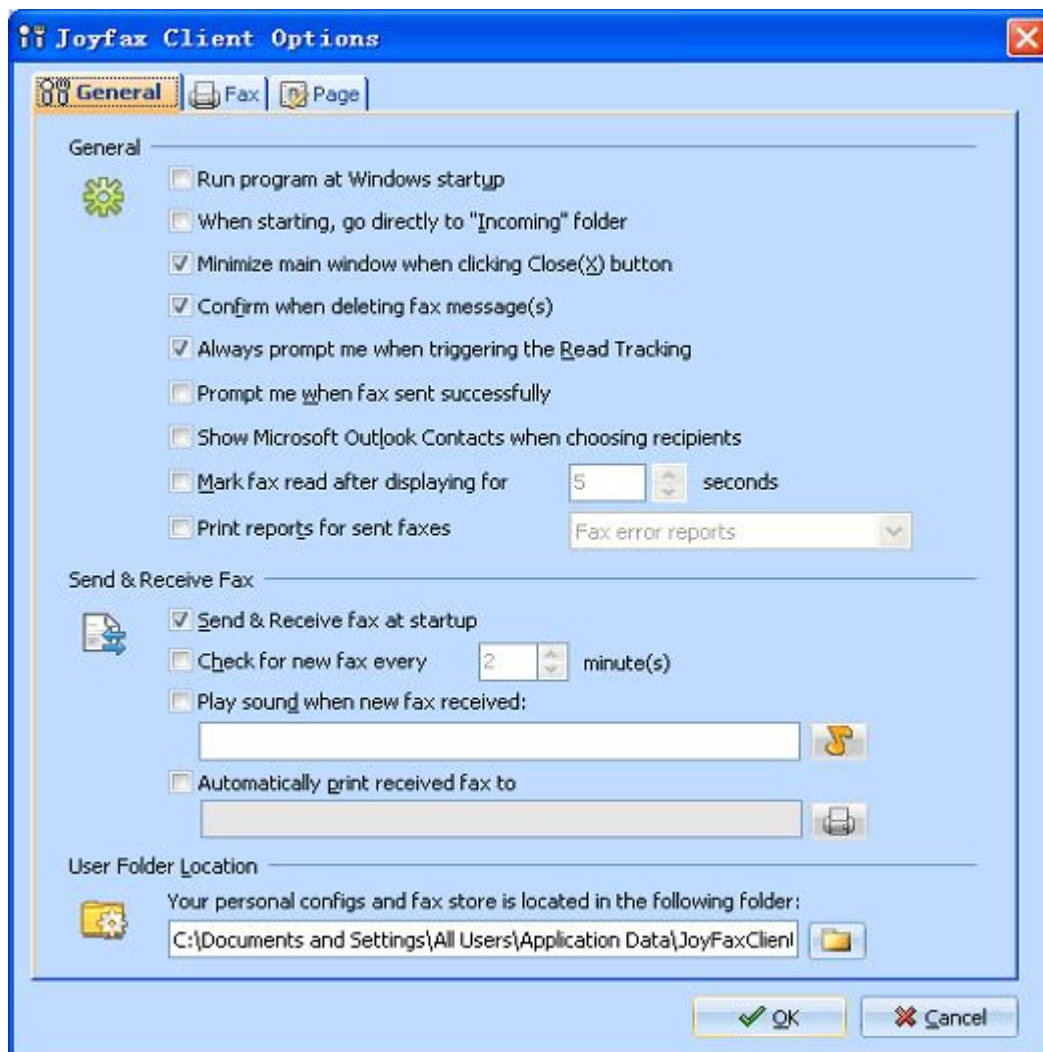 Joyfax Client Options
General Fax Page
General
Run program at Windows startup
When starting, go directly to "Incoming" folder
Minimize main window when clicking Close(X) button
Confirm when deleting fax message(s)
Always prompt me when triggering the Read Tracking
Prompt me when fax sent successfully
Show Microsoft Outlook Contacts when choosing recipients
Mark fax read after displaying for 5 seconds
Print reports for sent faxes Fax error reports
Send & Receive Fax
Send & Receive fax at startup
Check for new fax every 2 minute(s)
Play sound when new fax received:
Automatically print received fax to
User Folder Location
Your personal configs and fax store is located in the following folder:
C:\Documents and Settings\All Users\Application Data\JoyFaxClient
OK Cancel